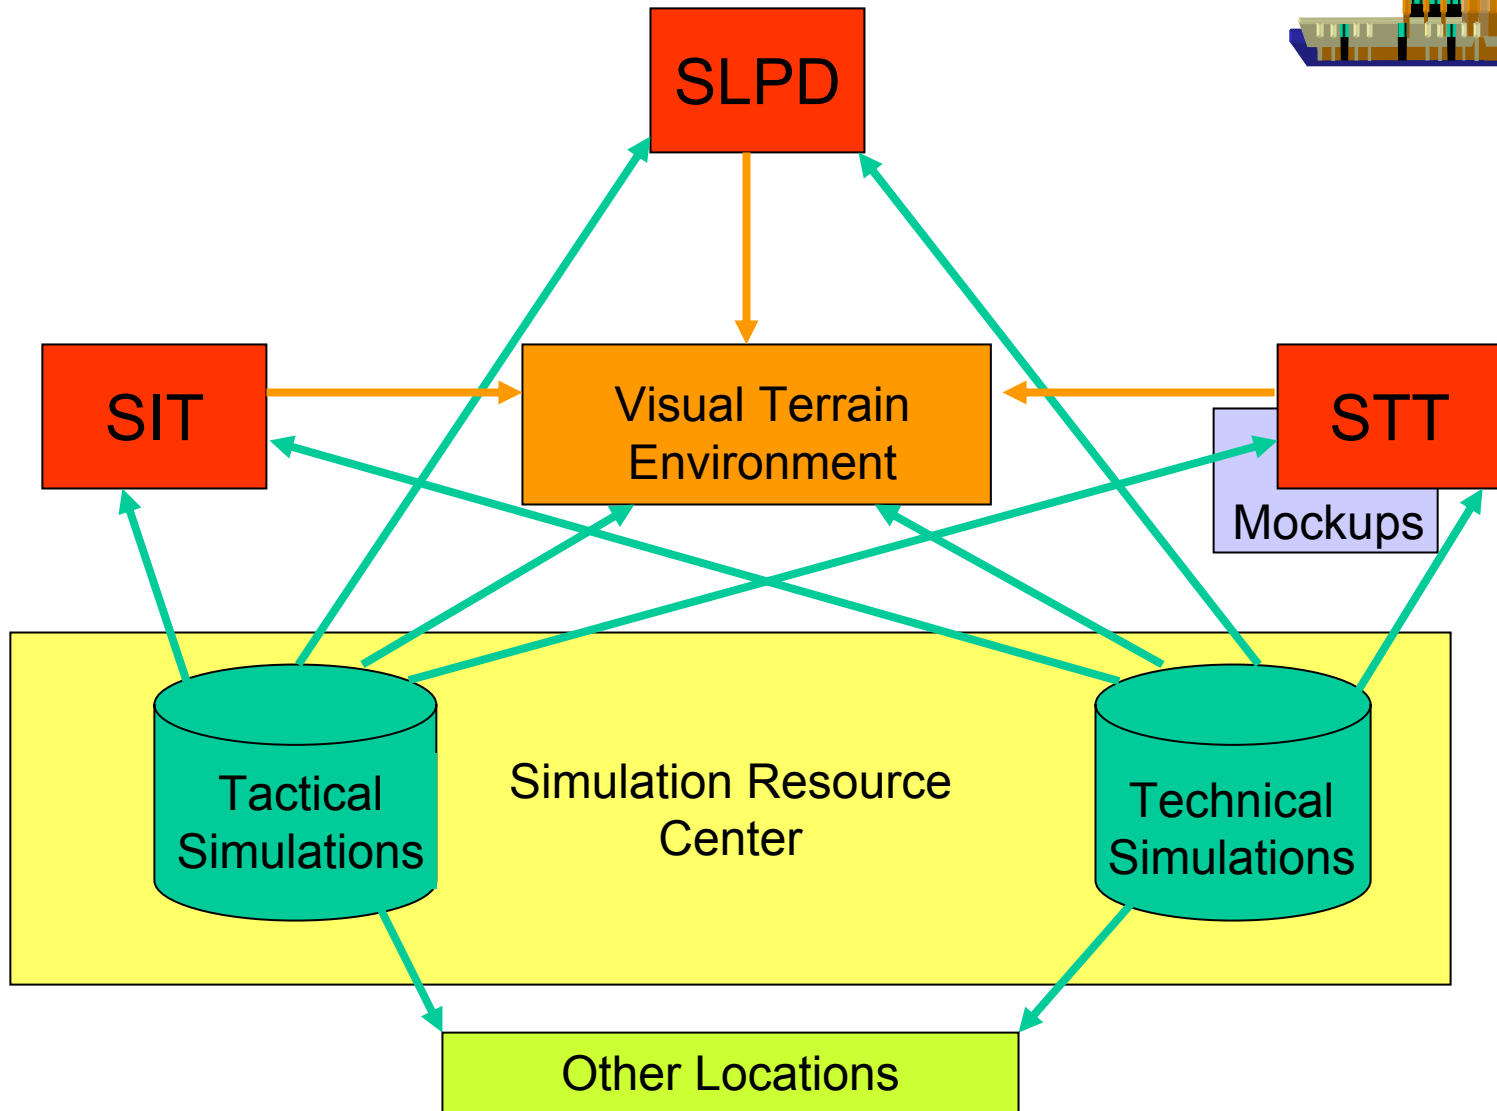 SLPD
SIT
Visual Terrain
Environment
STT
Mockups
Tactical
Simulations
Simulation Resource
Center
Technical
Simulations
Other Locations